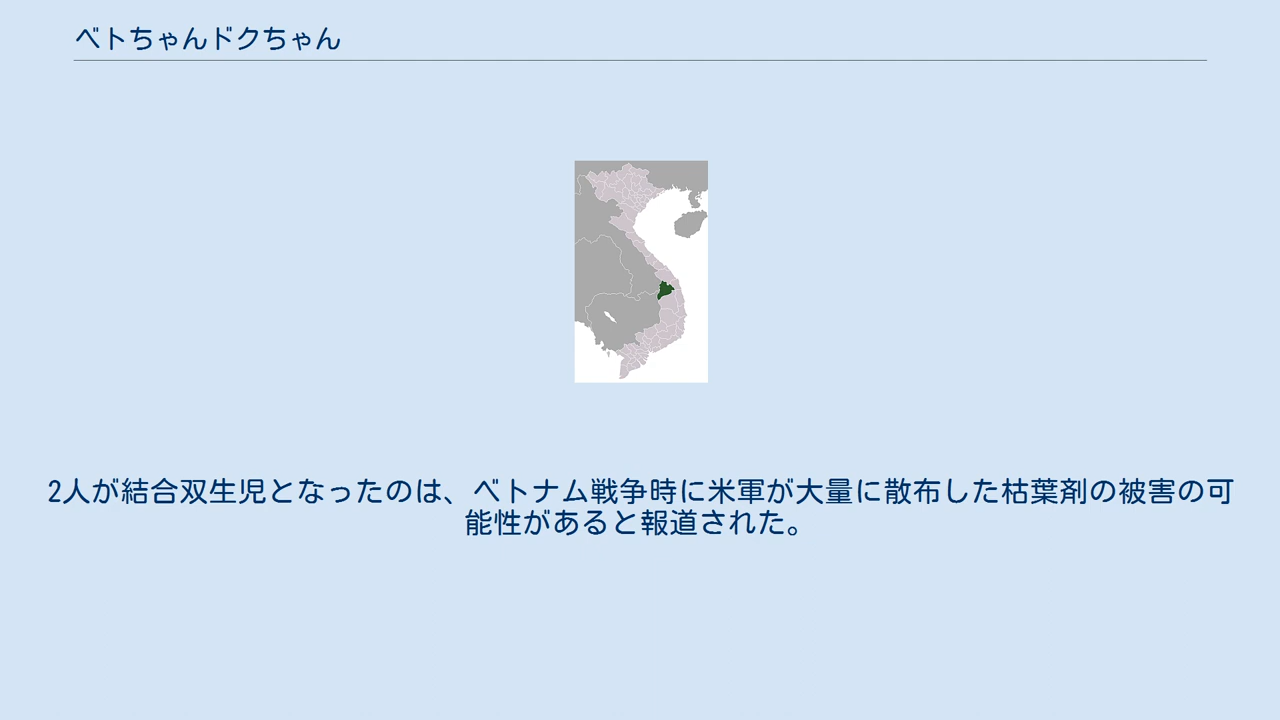 ベトちゃんドクちゃん
2人が結合双生児となったのは、ベトナム戦争時に米軍が大量に散布した枯葉剤の被害の可
能性があると報道された。